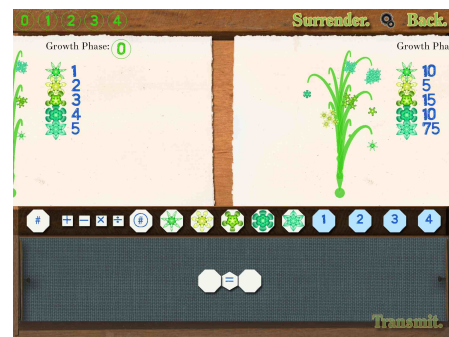 0 1 2 3 4 Surrender. Back.
Growth Phase: 0
1
2
3
4
5
Growth Pha
10
5
15
10
75
# + − × ÷ # 1 2 3 4
=
Transmit.